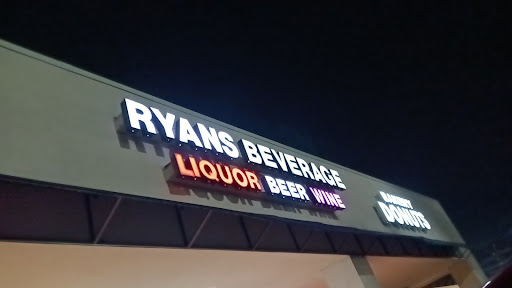 RYANS BEVERAGE
LIQUOR BEER WINE
DONUTS